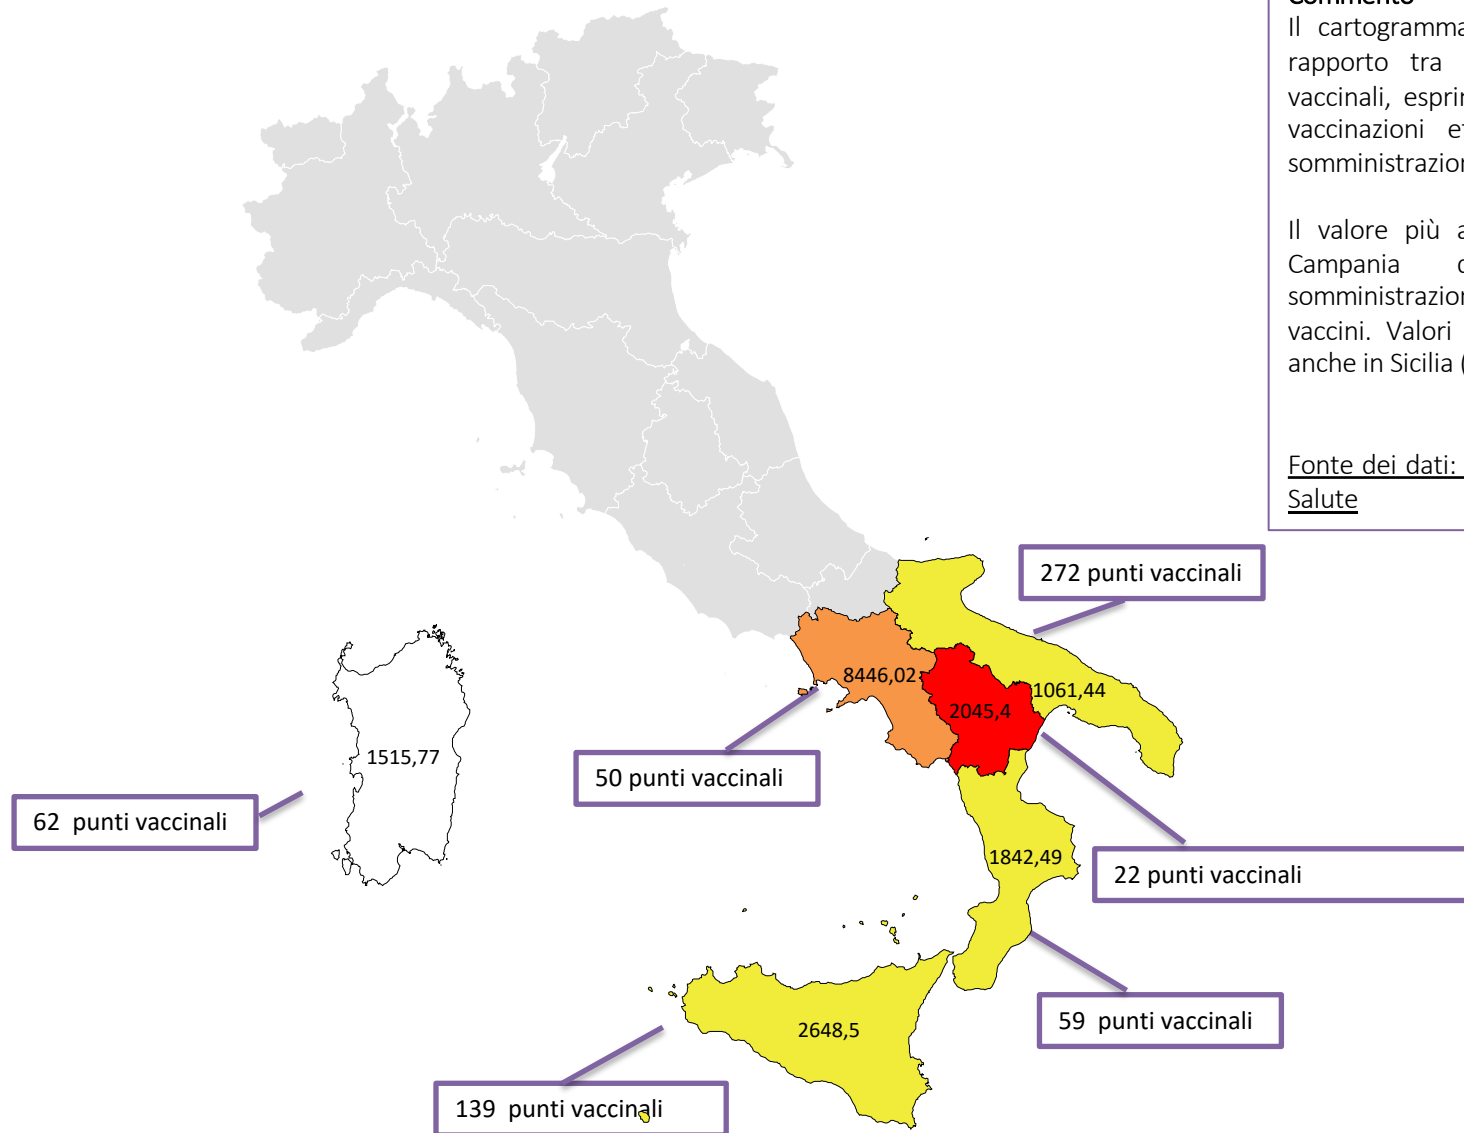 Commento
Il cartogramma
rapporto tra
vaccinali,
vaccinazioni
somministrazion
Il valore più
Campania
somministrazion
vaccini. Valori
anche in Sicilia (
Fonte dei dati:
Salute
272 punti vaccinali
8446,02
1061,44
2045,4
1515,77
50 punti vaccinali
62 punti vaccinali
1842,49
22 punti vaccinali
59 punti vaccinali
2648,5
139 punti vaccinali